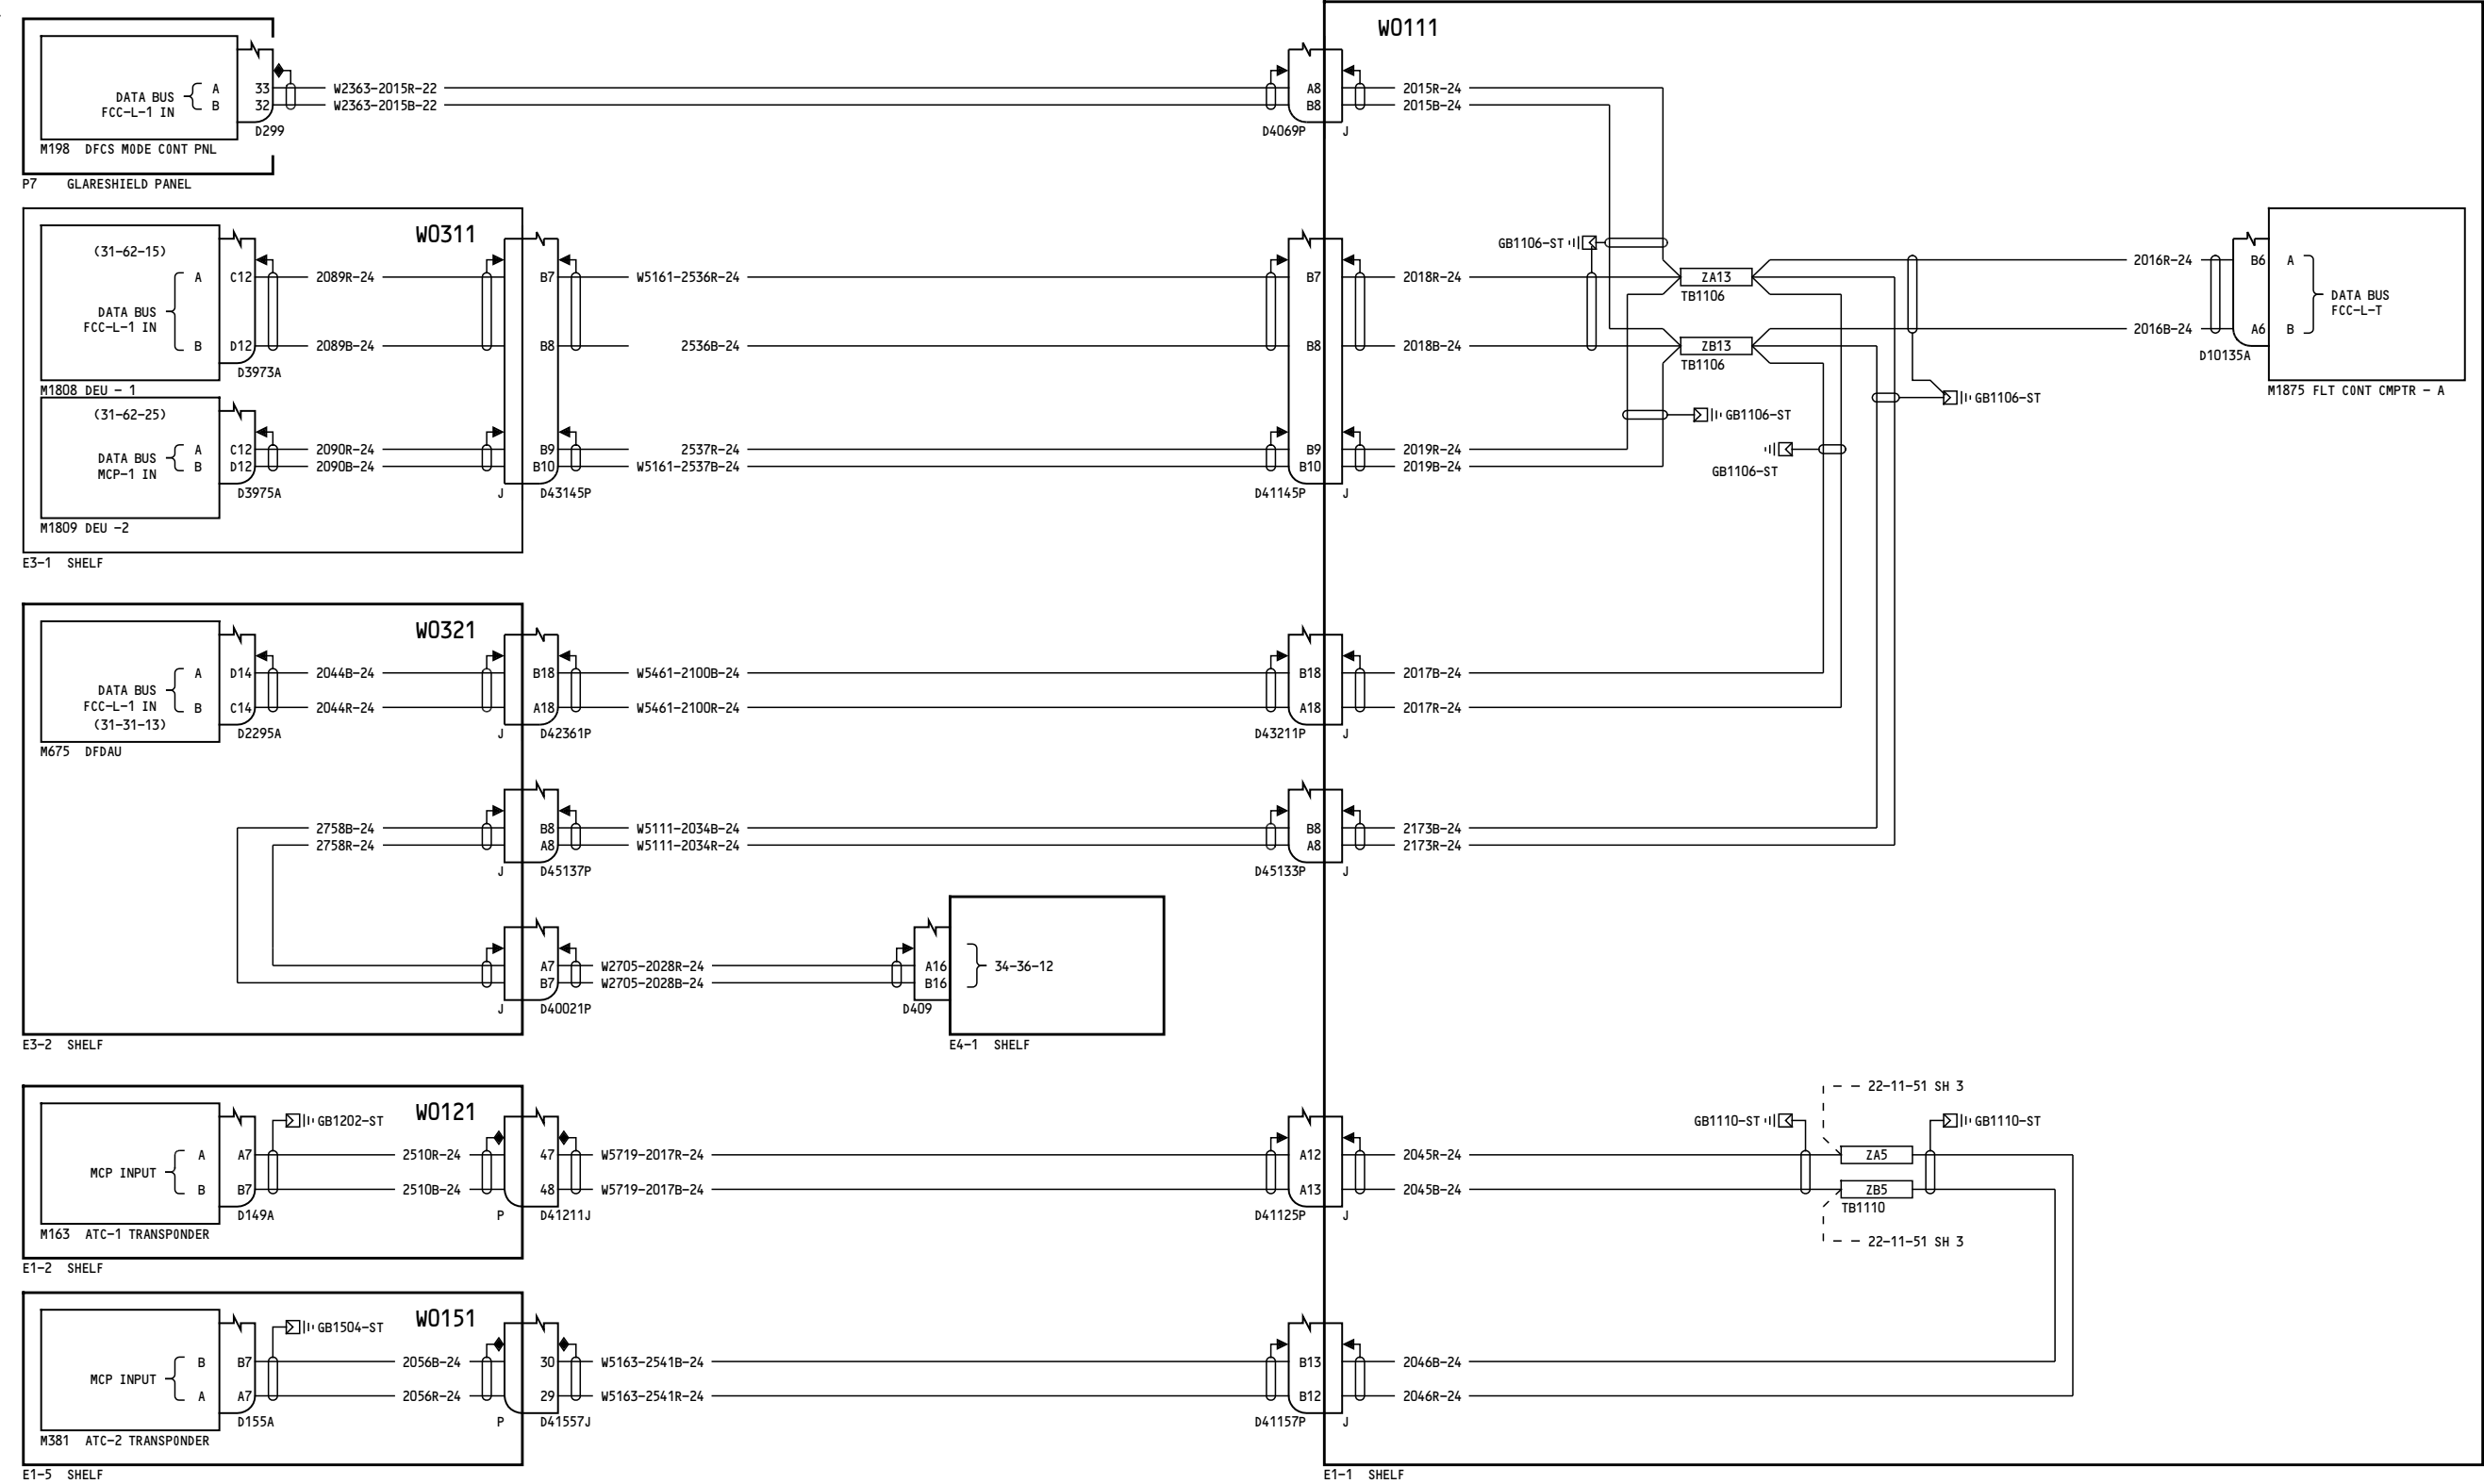 W0111
DATA BUS
FCC-L-1 IN
A 33 W2363-2015R-22 A8 2015R-24
B 32 W2363-2015B-22 B8 2015B-24
D299 D4069P J
M198 DFCS MODE CONT PNL
P7 GLARESHIELD PANEL
W0311
(31-62-15)
A C12 2089R-24 B7 W5161-2536R-24 B7 2018R-24
DATA BUS
FCC-L-1 IN
B D12 2089B-24 B8 2536B-24 B8 2018B-24
D3973A
M1808 DEU - 1
(31-62-25)
A C12 2090R-24 B9 2537R-24 B9 2019R-24
DATA BUS
MCP-1 IN
B D12 2090B-24 B10 W5161-2537B-24 B10 2019B-24
D3975A J D43145P D41145P J
M1809 DEU -2
E3-1 SHELF
GB1106-ST
ZA13
TB1106
ZB13
TB1106
GB1106-ST
GB1106-ST
GB1106-ST
2016R-24 B6 A
DATA BUS
FCC-L-T
2016B-24 A6 B
D10135A
M1875 FLT CONT CMPTR - A
W0321
A D14 2044B-24 B18 W5461-2100B-24 B18 2017B-24
DATA BUS
FCC-L-1 IN
B C14 2044R-24 A18 W5461-2100R-24 A18 2017R-24
(31-31-13)
D2295A J D42361P D43211P J
M675 DFDAU
2758B-24 B8 W5111-2034B-24 B8 2173B-24
2758R-24 A8 W5111-2034R-24 A8 2173R-24
J D45137P D45133P J
A7 W2705-2028R-24 A16 34-36-12
B7 W2705-2028B-24 B16
J D40021P D409
E3-2 SHELF E4-1 SHELF
W0121
GB1202-ST
A A7 2510R-24 47 W5719-2017R-24 A12 2045R-24
MCP INPUT
B B7 2510B-24 48 W5719-2017B-24 A13 2045B-24
D149A P D41211J D41125P J
M163 ATC-1 TRANSPONDER
E1-2 SHELF
22-11-51 SH 3
GB1110-ST GB1110-ST
ZA5
ZB5
TB1110
22-11-51 SH 3
W0151
GB1504-ST
B B7 2056B-24 30 W5163-2541B-24 B13 2046B-24
MCP INPUT
A A7 2056R-24 29 W5163-2541R-24 B12 2046R-24
D155A P D41557J D41157P J
M381 ATC-2 TRANSPONDER
E1-5 SHELF E1-1 SHELF